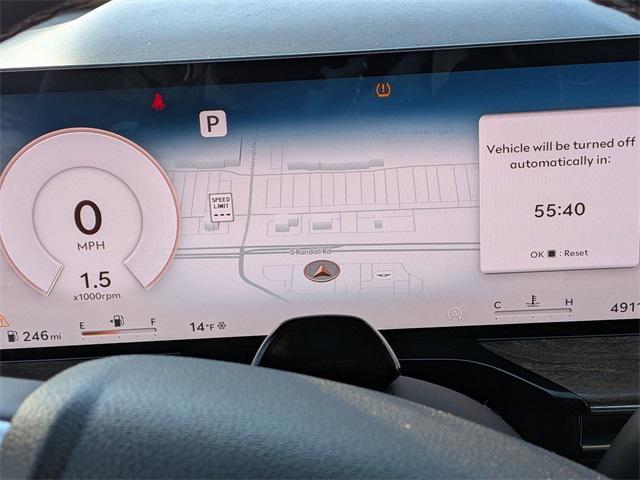 P
SPEED
LIMIT
---
0
MPH
1.5
x1000rpm
S Randall Rd
Vehicle will be turned off
automatically in:
55:40
OK ■ : Reset
246 mi
E F
14°F
C H
4911